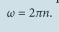 ω = 2πn.